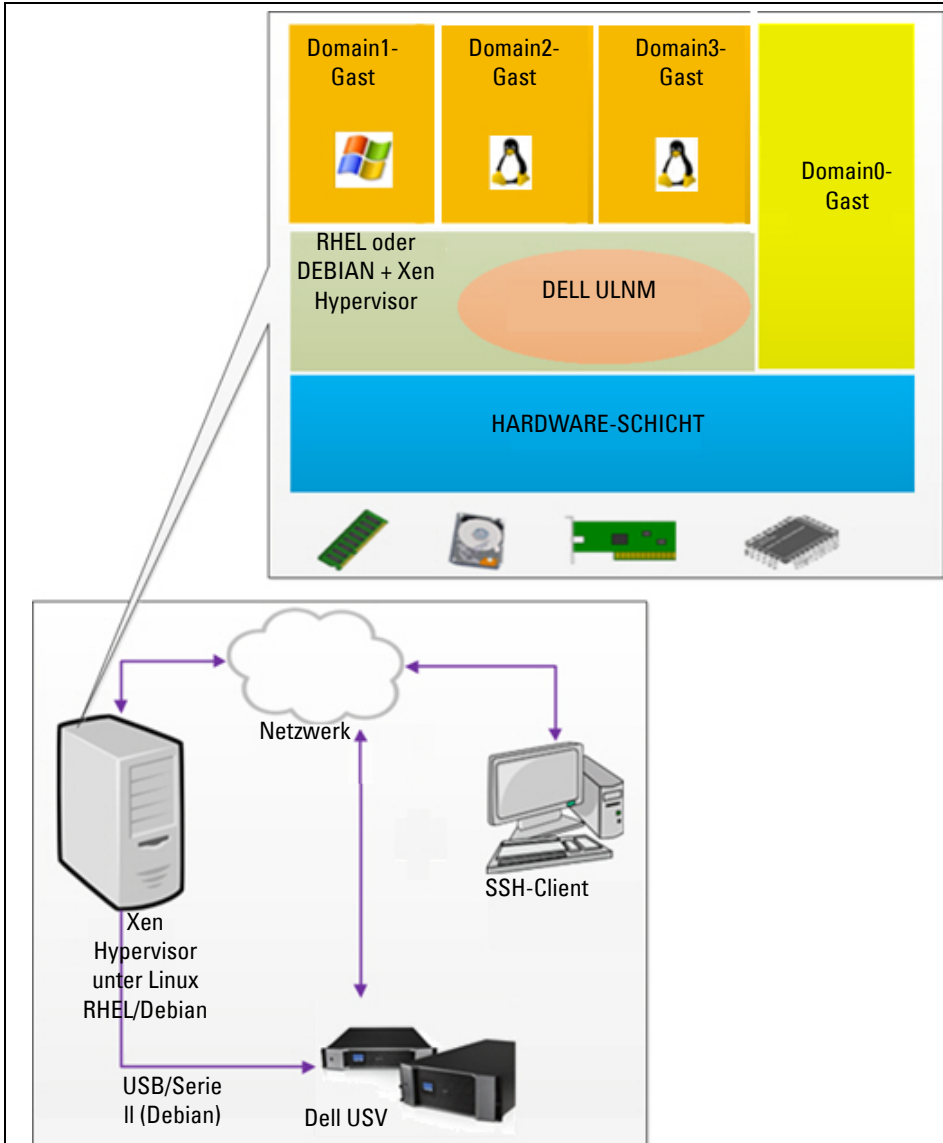 Domain1-
Gast
Domain2-
Gast
Domain3-
Gast
Domain0-
Gast
RHEL oder
DEBIAN + Xen
Hypervisor
DELL ULNM
HARDWARE-SCHICHT
Netzwerk
SSH-Client
Xen
Hypervisor
unter Linux
RHEL/Debian
USB/Serie
ll (Debian)
Dell USV